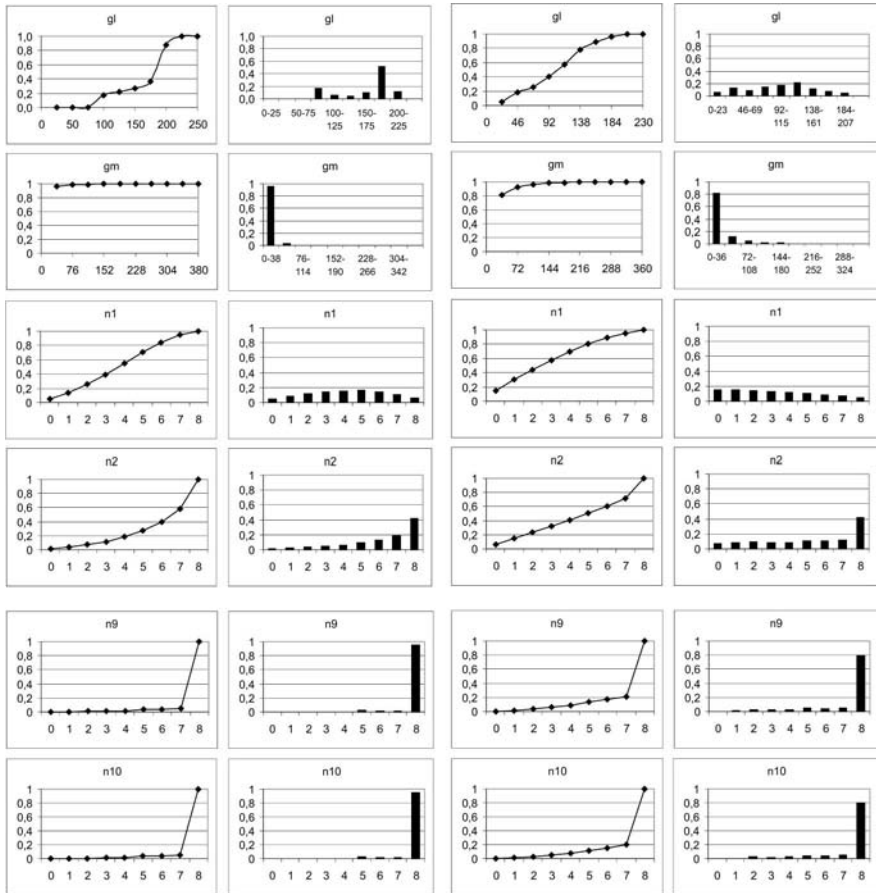 gl
1,0
0,8
0,6
0,4
0,2
0,0
0 50 100 150 200 250
gl
1
0,8
0,6
0,4
0,2
0
0-25 50-75 100- 150- 200-
125 175 225
gl
1
0,8
0,6
0,4
0,2
0
0 46 92 138 184 230
gl
1
0,8
0,6
0,4
0,2
0
0-23 46-69 92- 138- 184-
115 161 207
gm
1
0,8
0,6
0,4
0,2
0
0 76 152 228 304 380
gm
1
0,8
0,6
0,4
0,2
0
0-38 76- 152- 228- 304-
114 190 266 342
gm
1
0,8
0,6
0,4
0,2
0
0 72 144 216 288 360
gm
1
0,8
0,6
0,4
0,2
0
0-36 72- 144- 216- 288-
108 180 252 324
n1
1
0,8
0,6
0,4
0,2
0
0 1 2 3 4 5 6 7 8
n1
1
0,8
0,6
0,4
0,2
0
0 1 2 3 4 5 6 7 8
n1
1
0,8
0,6
0,4
0,2
0
0 1 2 3 4 5 6 7 8
n1
1
0,8
0,6
0,4
0,2
0
0 1 2 3 4 5 6 7 8
n2
1
0,8
0,6
0,4
0,2
0
0 1 2 3 4 5 6 7 8
n2
1
0,8
0,6
0,4
0,2
0
0 1 2 3 4 5 6 7 8
n2
1
0,8
0,6
0,4
0,2
0
0 1 2 3 4 5 6 7 8
n2
1
0,8
0,6
0,4
0,2
0
0 1 2 3 4 5 6 7 8
n9
1
0,8
0,6
0,4
0,2
0
0 1 2 3 4 5 6 7 8
n9
1
0,8
0,6
0,4
0,2
0
0 1 2 3 4 5 6 7 8
n9
1
0,8
0,6
0,4
0,2
0
0 1 2 3 4 5 6 7 8
n9
1
0,8
0,6
0,4
0,2
0
0 1 2 3 4 5 6 7 8
n10
1
0,8
0,6
0,4
0,2
0
0 1 2 3 4 5 6 7 8
n10
1
0,8
0,6
0,4
0,2
0
0 1 2 3 4 5 6 7 8
n10
1
0,8
0,6
0,4
0,2
0
0 1 2 3 4 5 6 7 8
n10
1
0,8
0,6
0,4
0,2
0
0 1 2 3 4 5 6 7 8